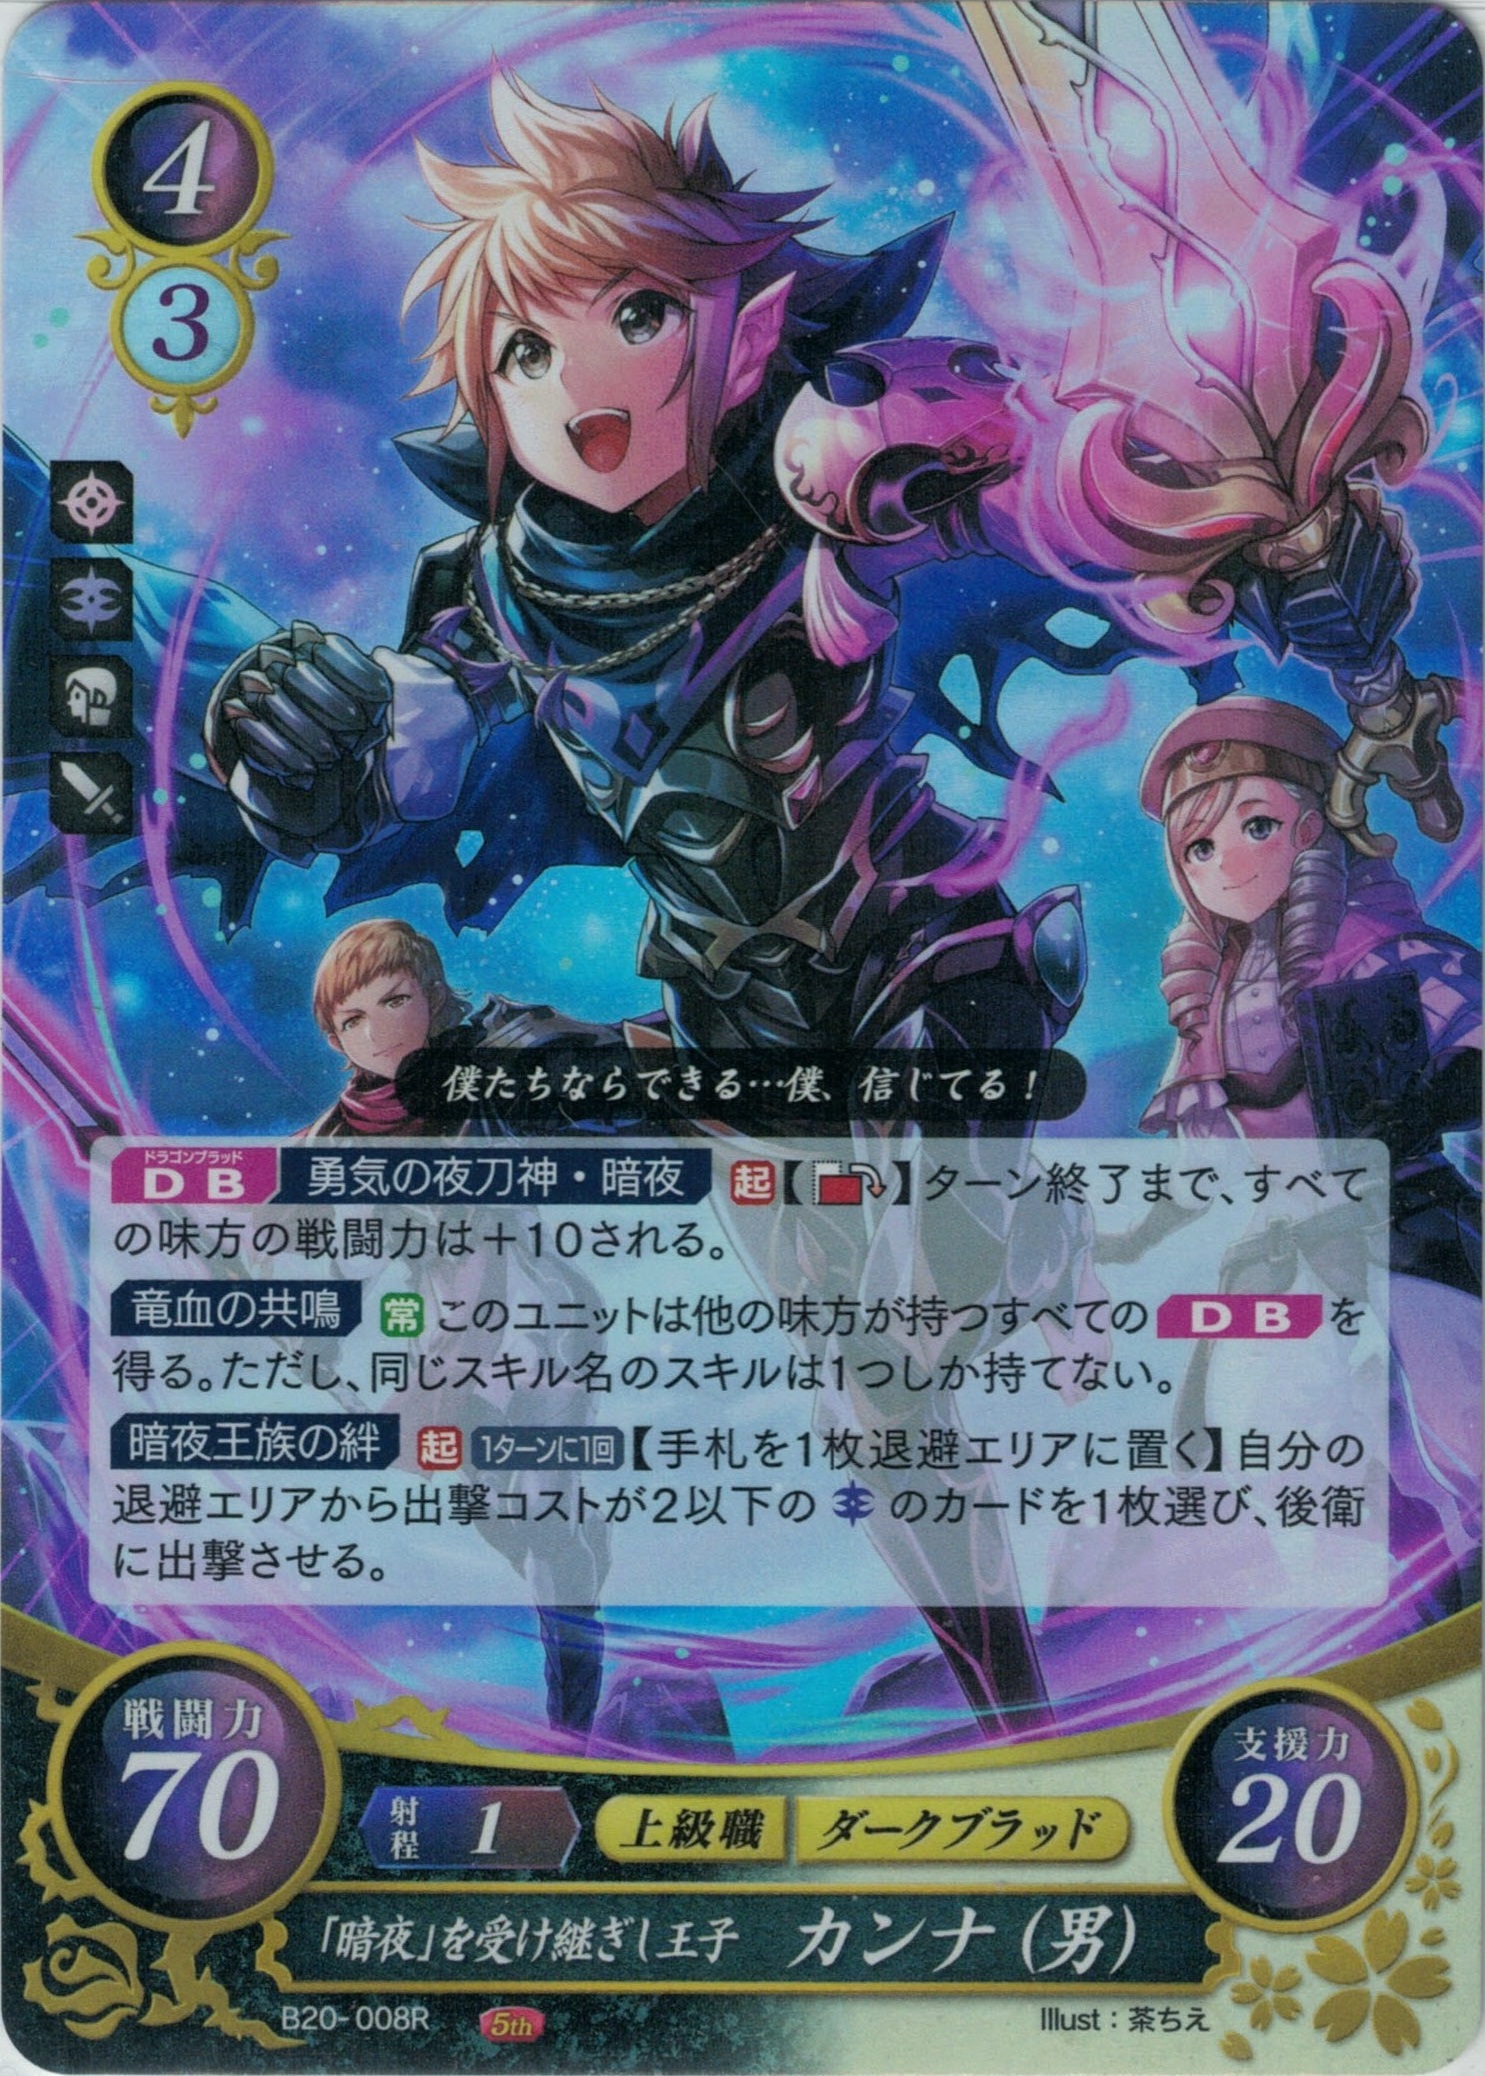 4
3
僕たちならできる…僕、信じてる！
ドラゴンブラッド
DB 勇気の夜刀神・暗夜 起【 】ターン終了まで、すべて
の味方の戦闘力は＋10される。
竜血の共鳴 常 このユニットは他の味方が持つすべての DB を
得る。ただし、同じスキル名のスキルは1つしか持てない。
暗夜王族の絆 起 1ターンに1回【手札を1枚退避エリアに置く】自分の
退避エリアから出撃コストが2以下の のカードを1枚選び、後衛
に出撃させる。
戦闘力
70
射程 1
上級職 ダークブラッド
支援力
20
「暗夜」を受け継ぎし王子 カンナ（男）
B20-008R 5th Illust：茶ちえ